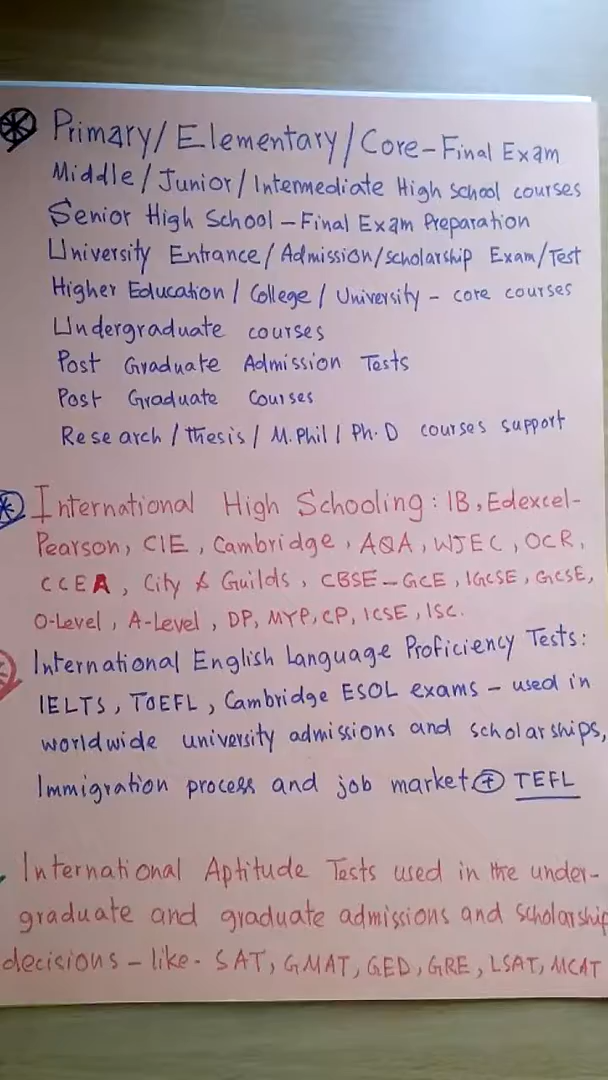 Primary/Elementary/Core-Final Exam
Middle/Junior/Intermediate High School courses
Senior High School - Final Exam Preparation
University Entrance/Admission/scholarship Exam/Test
Higher Education/College/University - core courses
Undergraduate courses
Post Graduate Admission Tests
Post Graduate Courses
Research/thesis/M.Phil/Ph.D courses support
International High Schooling: IB, Edexcel-
Pearson, CIE, Cambridge, AQA, WJEC, OCR,
CCEA, City & Guilds, CBSE-GCE, IGCSE, GCSE,
O-Level, A-Level, DP, MYP, CP, ICSE, ISC.
International English Language Proficiency Tests:
IELTS, TOEFL, Cambridge ESOL exams - used in
worldwide university admissions and scholarships,
Immigration process and job market. + TEFL
International Aptitude Tests used in the under-
graduate and graduate admissions and scholarship
decisions - like- SAT, GMAT, GED, GRE, LSAT, MCAT